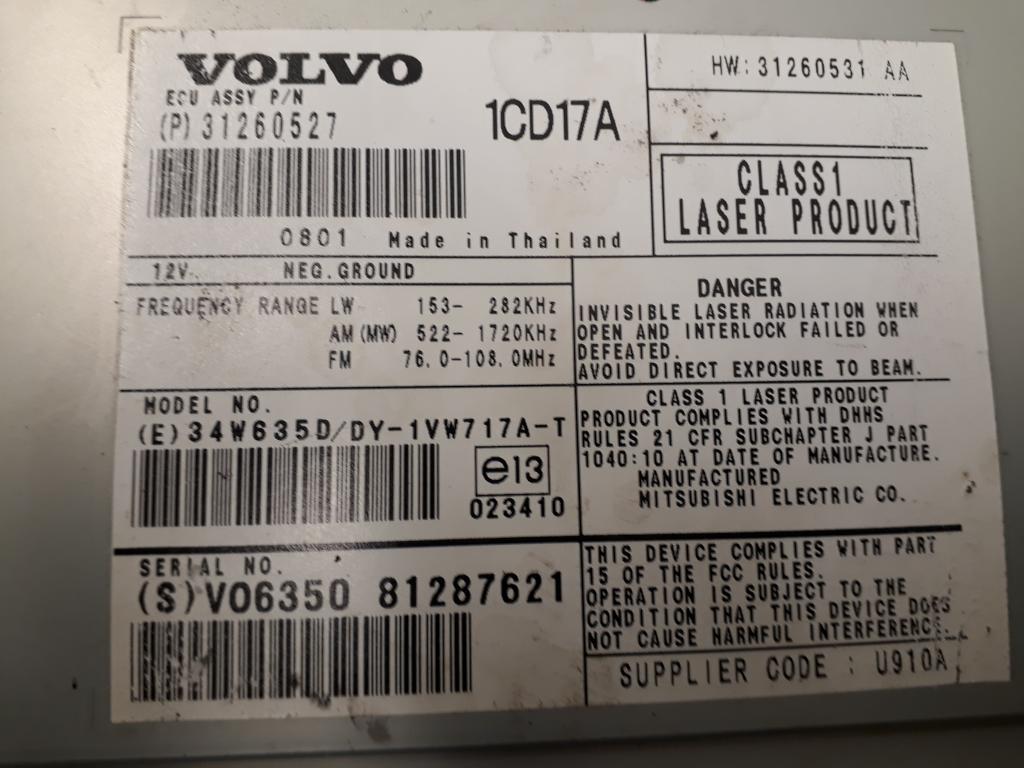 VOLVO
ECU ASSY P/N
(P) 31260527
1CD17A
0801 Made in Thailand
HW: 31260531 AA
CLASS1
LASER PRODUCT
12V. NEG. GROUND
FREQUENCY RANGE LW 153- 282KHz
AM (MW) 522- 1720KHz
FM 76.0-108.0MHz
DANGER
INVISIBLE LASER RADIATION WHEN
OPEN AND INTERLOCK FAILED OR
DEFEATED.
AVOID DIRECT EXPOSURE TO BEAM.
MODEL NO.
(E) 34W635D/DY-1VW717A-T
e13
023410
CLASS 1 LASER PRODUCT
PRODUCT COMPLIES WITH DHHS
RULES 21 CFR SUBCHAPTER J PART
1040:10 AT DATE OF MANUFACTURE.
MANUFACTURED
MITSUBISHI ELECTRIC CO.
SERIAL NO.
(S) VO6350 81287621
THIS DEVICE COMPLIES WITH PART
15 OF THE FCC RULES.
OPERATION IS SUBJECT TO THE
CONDITION THAT THIS DEVICE DOES
NOT CAUSE HARMFUL INTERFERENCE.
SUPPLIER CODE : U910A